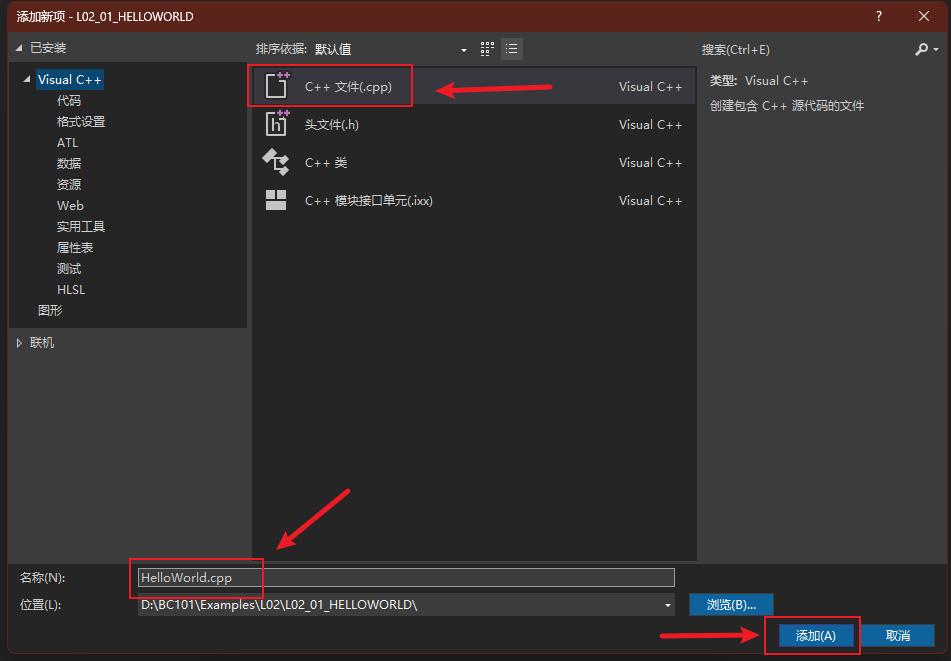 添加新项 - L02_01_HELLOWORLD
?
已安装
排序依据: 默认值
搜索(Ctrl+E)
Visual C++
代码
格式设置
ATL
数据
资源
Web
实用工具
属性表
测试
HLSL
图形
联机
C++ 文件(.cpp) Visual C++
头文件(.h) Visual C++
C++ 类 Visual C++
C++ 模块接口单元(.ixx) Visual C++
类型: Visual C++
创建包含 C++ 源代码的文件
名称(N): HelloWorld.cpp
位置(L): D:\BC101\Examples\L02\L02_01_HELLOWORLD\
浏览(B)...
添加(A) 取消